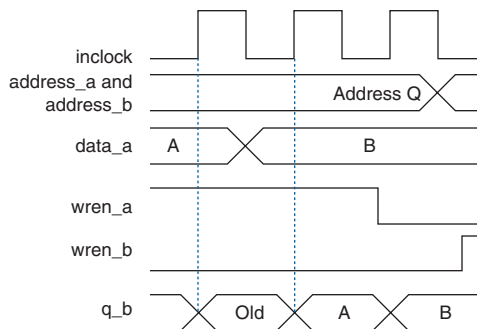 inclock
address_a and
address_b
Address Q
data_a
A
B
wren_a
wren_b
q_b
Old
A
B